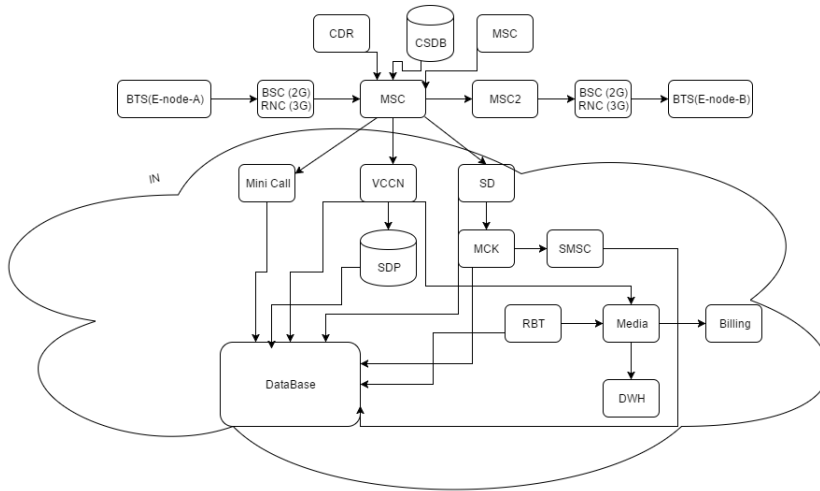 CDR
CSDB
MSC
BTS(E-node-A)
BSC (2G)
RNC (3G)
MSC
MSC2
BSC (2G)
RNC (3G)
BTS(E-node-B)
IN
Mini Call
VCCN
SD
SDP
MCK
SMSC
RBT
Media
Billing
DataBase
DWH